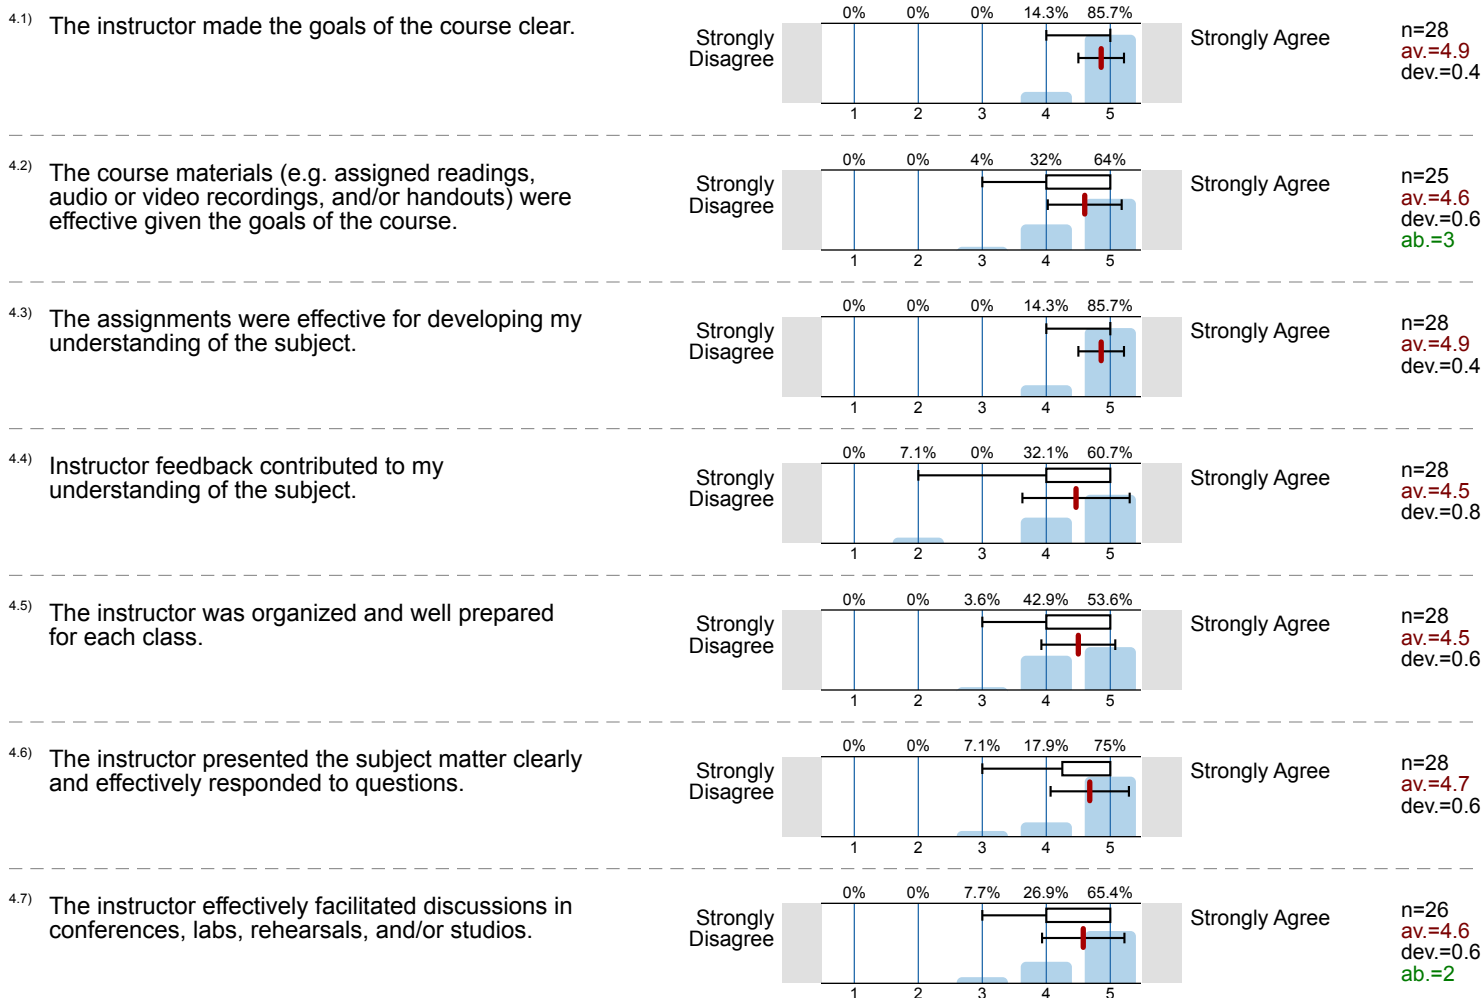 4.1) The instructor made the goals of the course clear.
Strongly
Disagree
0% 0% 0% 14.3% 85.7%
1 2 3 4 5
Strongly Agree
n=28
av.=4.9
dev.=0.4
4.2) The course materials (e.g. assigned readings,
audio or video recordings, and/or handouts) were
effective given the goals of the course.
Strongly
Disagree
0% 0% 4% 32% 64%
1 2 3 4 5
Strongly Agree
n=25
av.=4.6
dev.=0.6
ab.=3
4.3) The assignments were effective for developing my
understanding of the subject.
Strongly
Disagree
0% 0% 0% 14.3% 85.7%
1 2 3 4 5
Strongly Agree
n=28
av.=4.9
dev.=0.4
4.4) Instructor feedback contributed to my
understanding of the subject.
Strongly
Disagree
0% 7.1% 0% 32.1% 60.7%
1 2 3 4 5
Strongly Agree
n=28
av.=4.5
dev.=0.8
4.5) The instructor was organized and well prepared
for each class.
Strongly
Disagree
0% 0% 3.6% 42.9% 53.6%
1 2 3 4 5
Strongly Agree
n=28
av.=4.5
dev.=0.6
4.6) The instructor presented the subject matter clearly
and effectively responded to questions.
Strongly
Disagree
0% 0% 7.1% 17.9% 75%
1 2 3 4 5
Strongly Agree
n=28
av.=4.7
dev.=0.6
4.7) The instructor effectively facilitated discussions in
conferences, labs, rehearsals, and/or studios.
Strongly
Disagree
0% 0% 7.7% 26.9% 65.4%
1 2 3 4 5
Strongly Agree
n=26
av.=4.6
dev.=0.6
ab.=2